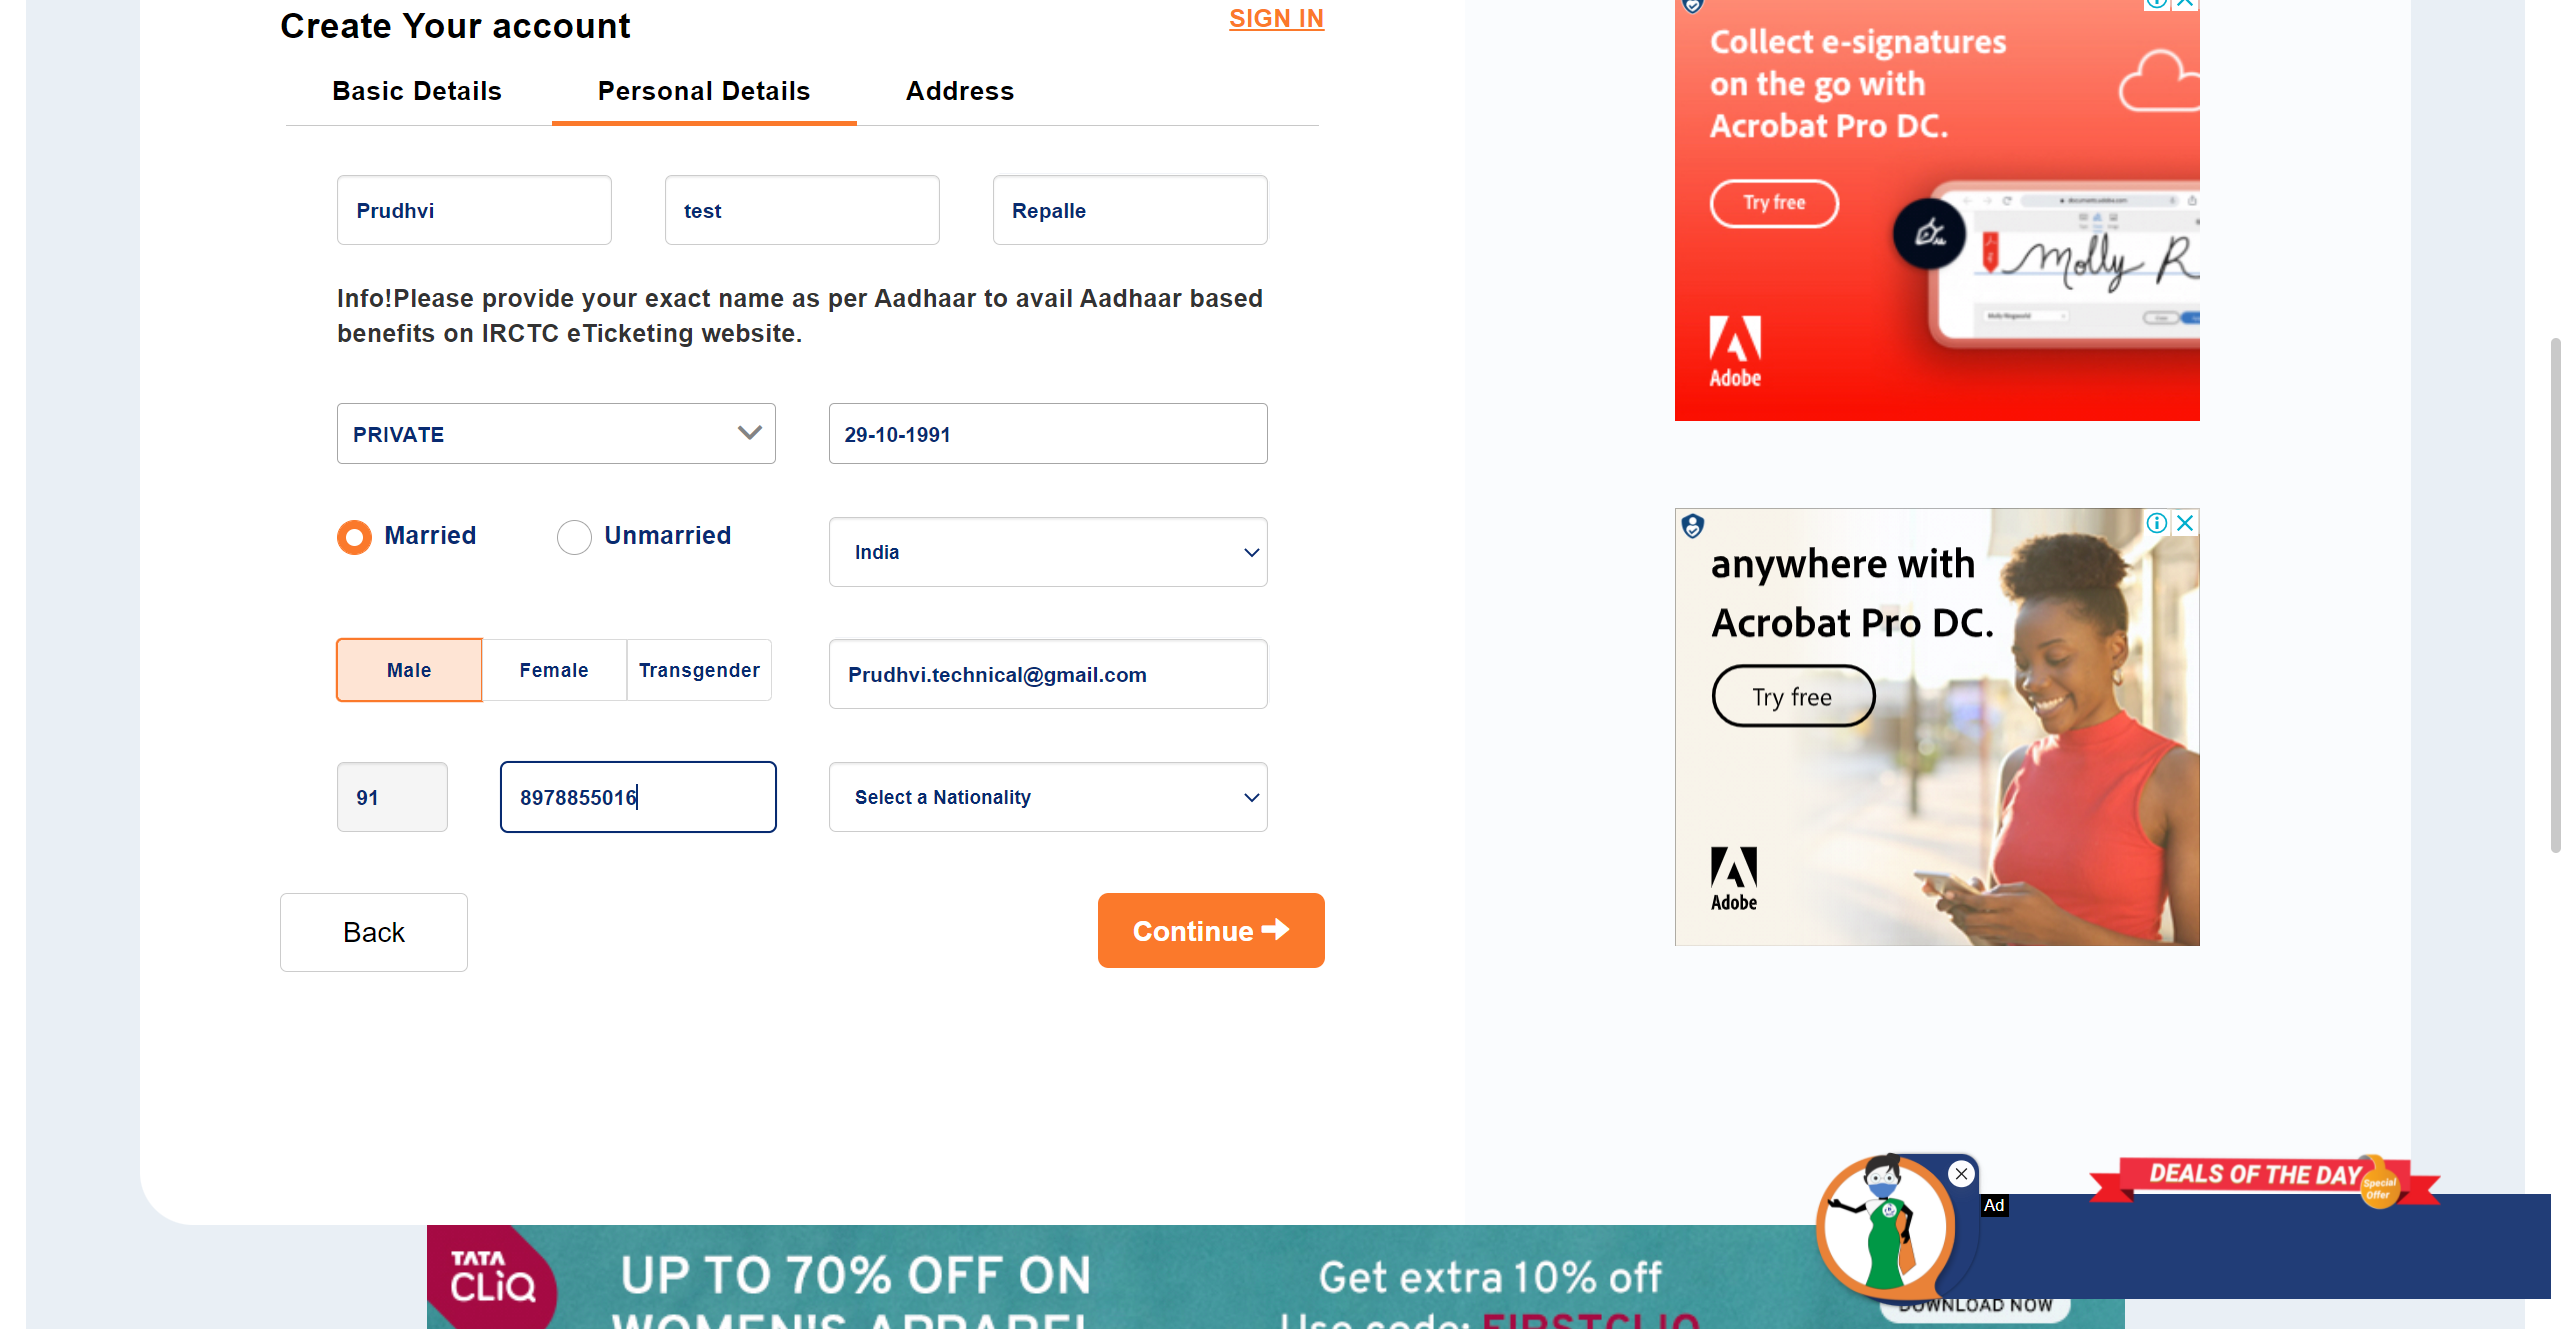 Create Your account
SIGN IN
Basic Details
Personal Details
Address
Prudhvi
test
Repalle
Info!Please provide your exact name as per Aadhaar to avail Aadhaar based
benefits on IRCTC eTicketing website.
PRIVATE
29-10-1991
Married
Unmarried
India
Male
Female
Transgender
Prudhvi.technical@gmail.com
91
8978855016
Select a Nationality
Back
Continue
Collect e-signatures
on the go with
Acrobat Pro DC.
Try free
Molly R
Adobe
anywhere with
Acrobat Pro DC.
Try free
Adobe
DEALS OF THE DAY
Special
Offer
Ad
TATA
CLiQ
UP TO 70% OFF ON
WOMEN'S APPAREL
Get extra 10% off
Use code: FIRSTCLIQ
DOWNLOAD NOW